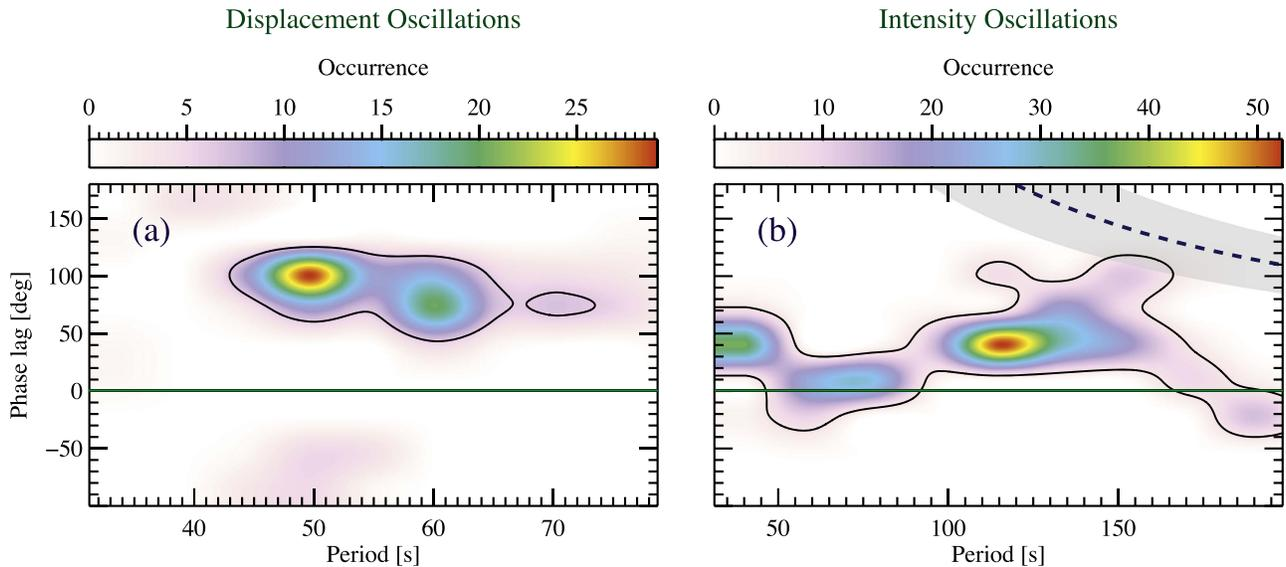 Displacement Oscillations
Occurrence
0 5 10 15 20 25
(a)
150
100
50
0
−50
Phase lag [deg]
40 50 60 70
Period [s]
Intensity Oscillations
Occurrence
0 10 20 30 40 50
(b)
50 100 150
Period [s]